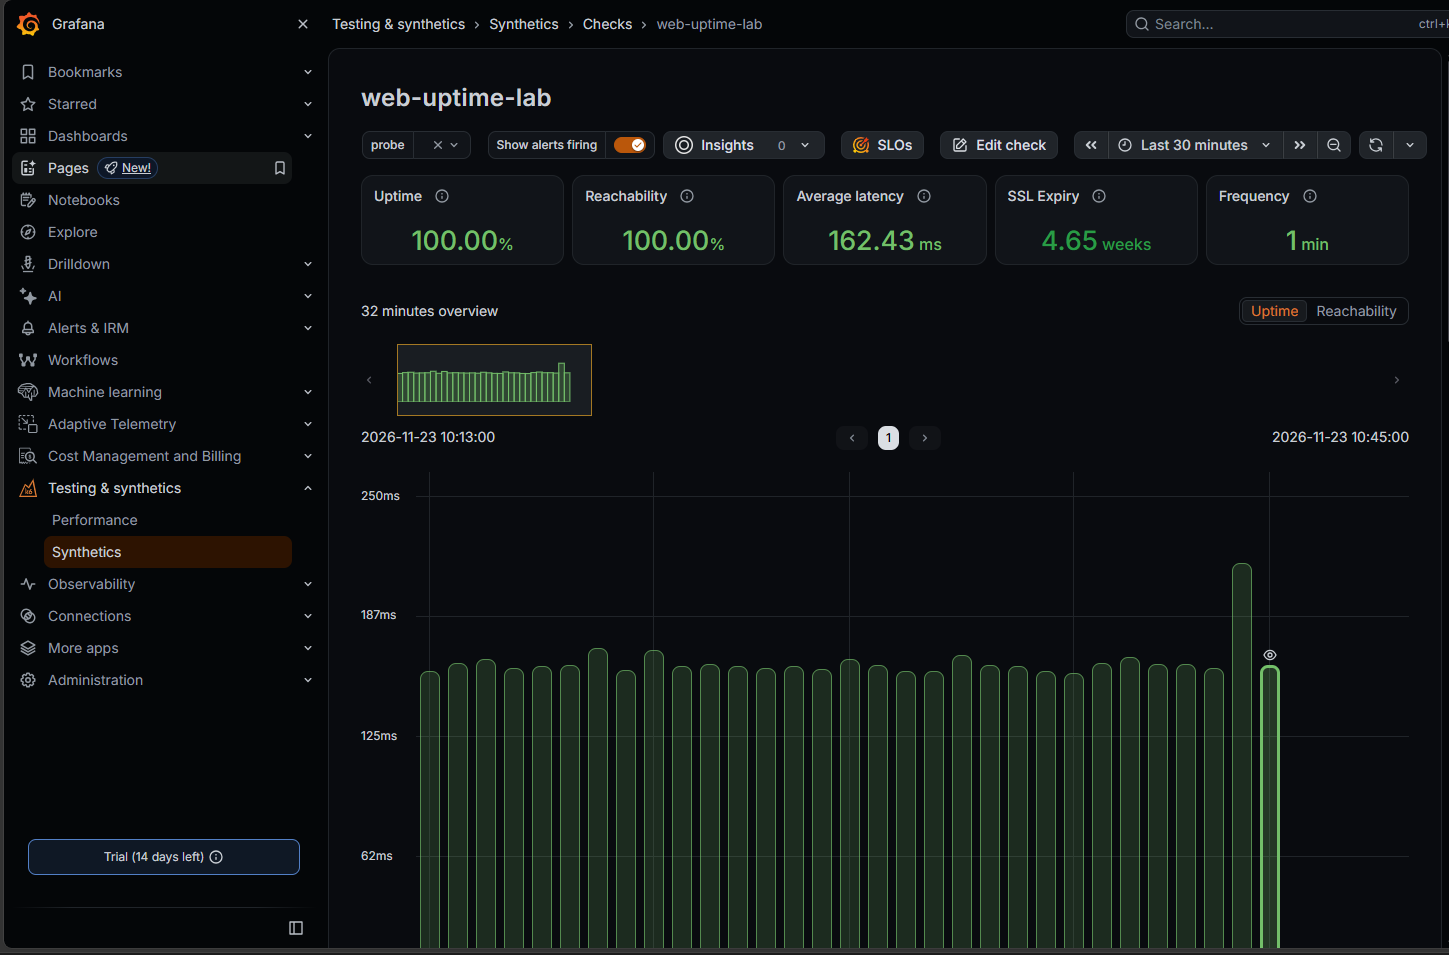 Grafana
Testing & synthetics › Synthetics › Checks › web-uptime-lab
Search...
Bookmarks
Starred
Dashboards
Pages New!
Notebooks
Explore
Drilldown
AI
Alerts & IRM
Workflows
Machine learning
Adaptive Telemetry
Cost Management and Billing
Testing & synthetics
Performance
Synthetics
Observability
Connections
More apps
Administration
Trial (14 days left)
web-uptime-lab
probe
Show alerts firing
Insights 0
SLOs
Edit check
Last 30 minutes
Uptime
100.00%
Reachability
100.00%
Average latency
162.43 ms
SSL Expiry
4.65 weeks
Frequency
1 min
32 minutes overview
Uptime Reachability
2026-11-23 10:13:00
1
2026-11-23 10:45:00
250ms
187ms
125ms
62ms